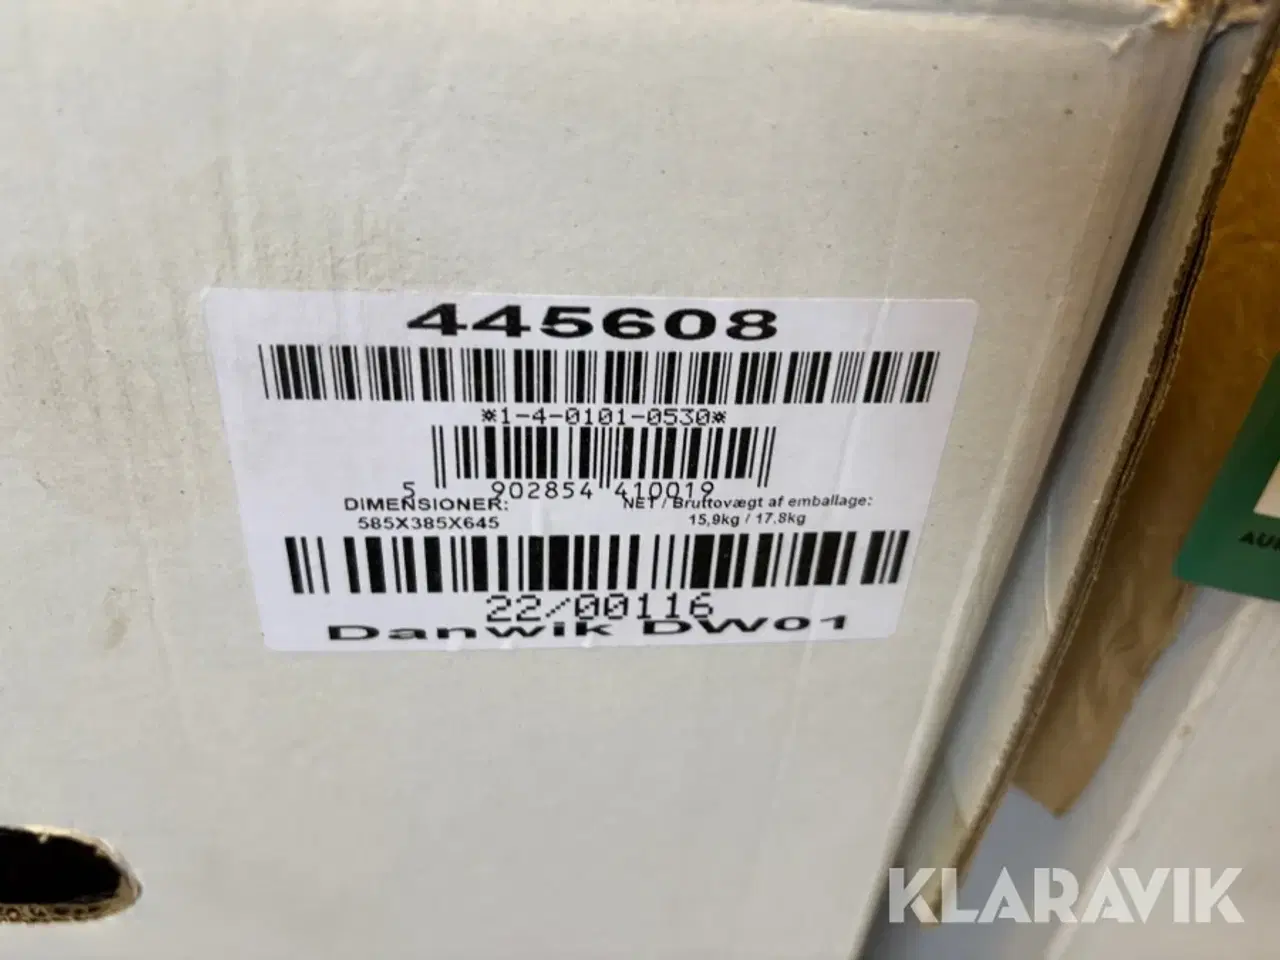 445608
*1-4-0101-0530*
5 902854 410019
DIMENSIONER: NET / Bruttovægt af emballage:
585X385X645 15,9kg / 17,8kg
22/00116
Danwik DW01
AU
KLARAVIK